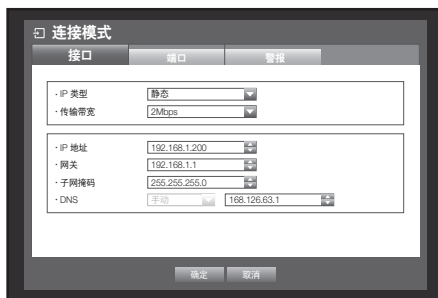 连接模式
接口 端口 警报
·IP 类型 静态
·传输带宽 2Mbps
·IP 地址 192.168.1.200
·网关 192.168.1.1
·子网掩码 255.255.255.0
·DNS 手动 168.126.63.1
确定 取消